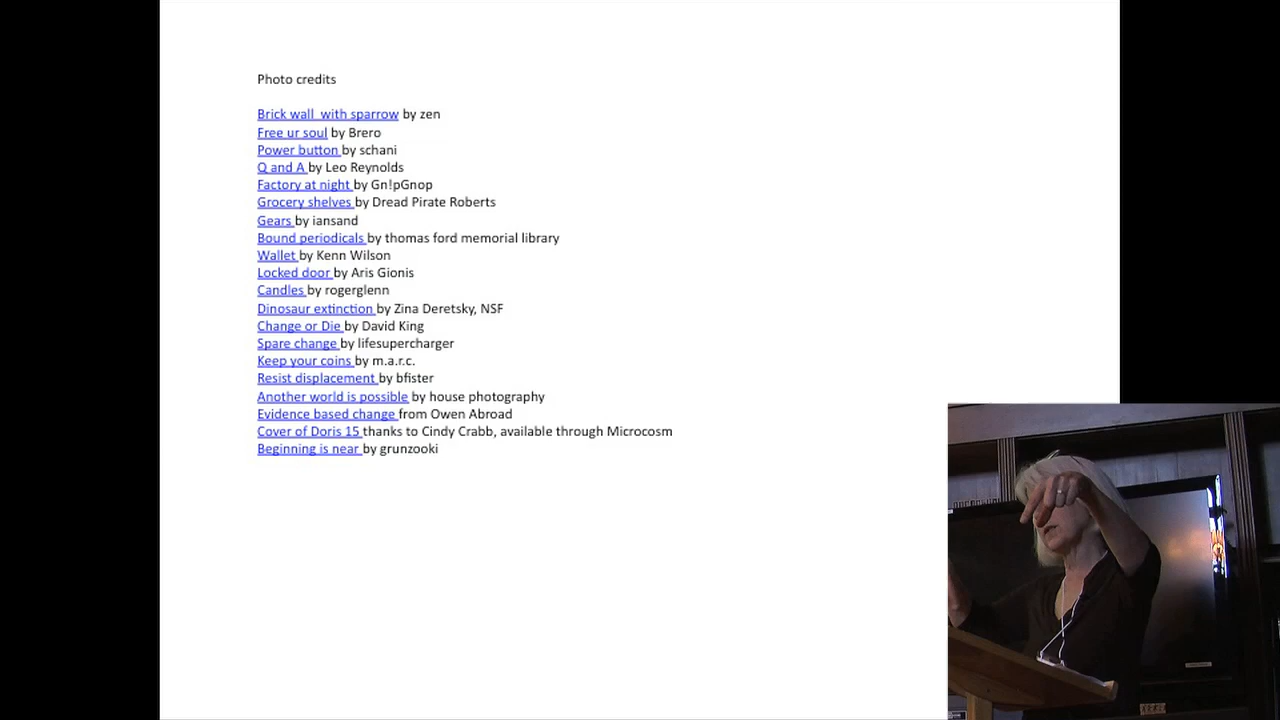 Photo credits
Brick wall  with sparrow by zen
Free ur soul by Brero
Power button by schani
Q and A by Leo Reynolds
Factory at night by Gn!pGnop
Grocery shelves by Dread Pirate Roberts
Gears by iansand
Bound periodicals by thomas ford memorial library
Wallet by Kenn Wilson
Locked door by Aris Gionis
Candles by rogerglenn
Dinosaur extinction by Zina Deretsky, NSF
Change or Die by David King
Spare change by lifesupercharger
Keep your coins by m.a.r.c.
Resist displacement by bfister
Another world is possible by house photography
Evidence based change from Owen Abroad
Cover of Doris 15 thanks to Cindy Crabb, available through Microcosm
Beginning is near by grunzooki